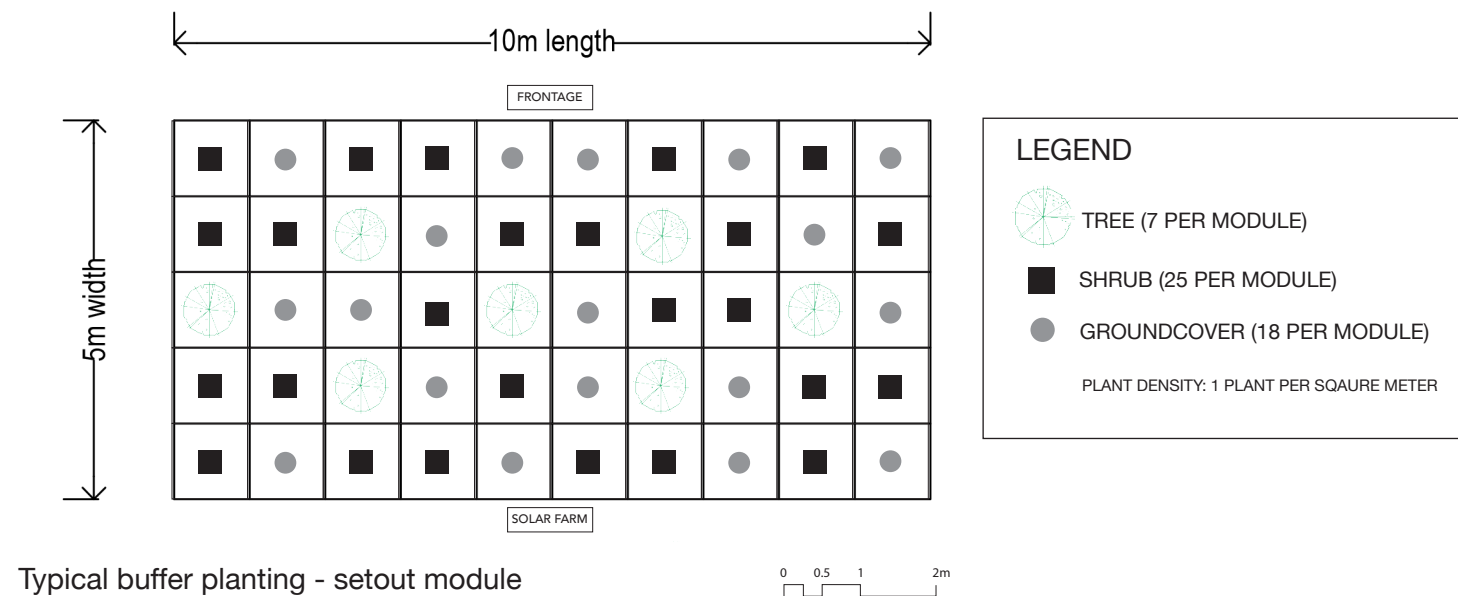 10m length
FRONTAGE
5m width
LEGEND
TREE (7 PER MODULE)
SHRUB (25 PER MODULE)
GROUNDCOVER (18 PER MODULE)
PLANT DENSITY: 1 PLANT PER SQAURE METER
SOLAR FARM
Typical buffer planting - setout module
0 0.5 1 2m